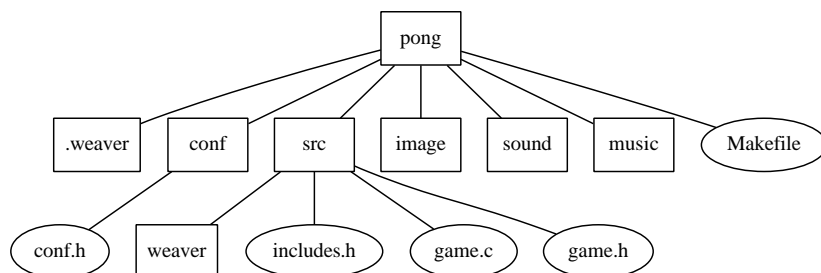 pong
.weaver conf src image sound music Makefile
conf.h weaver includes.h game.c game.h